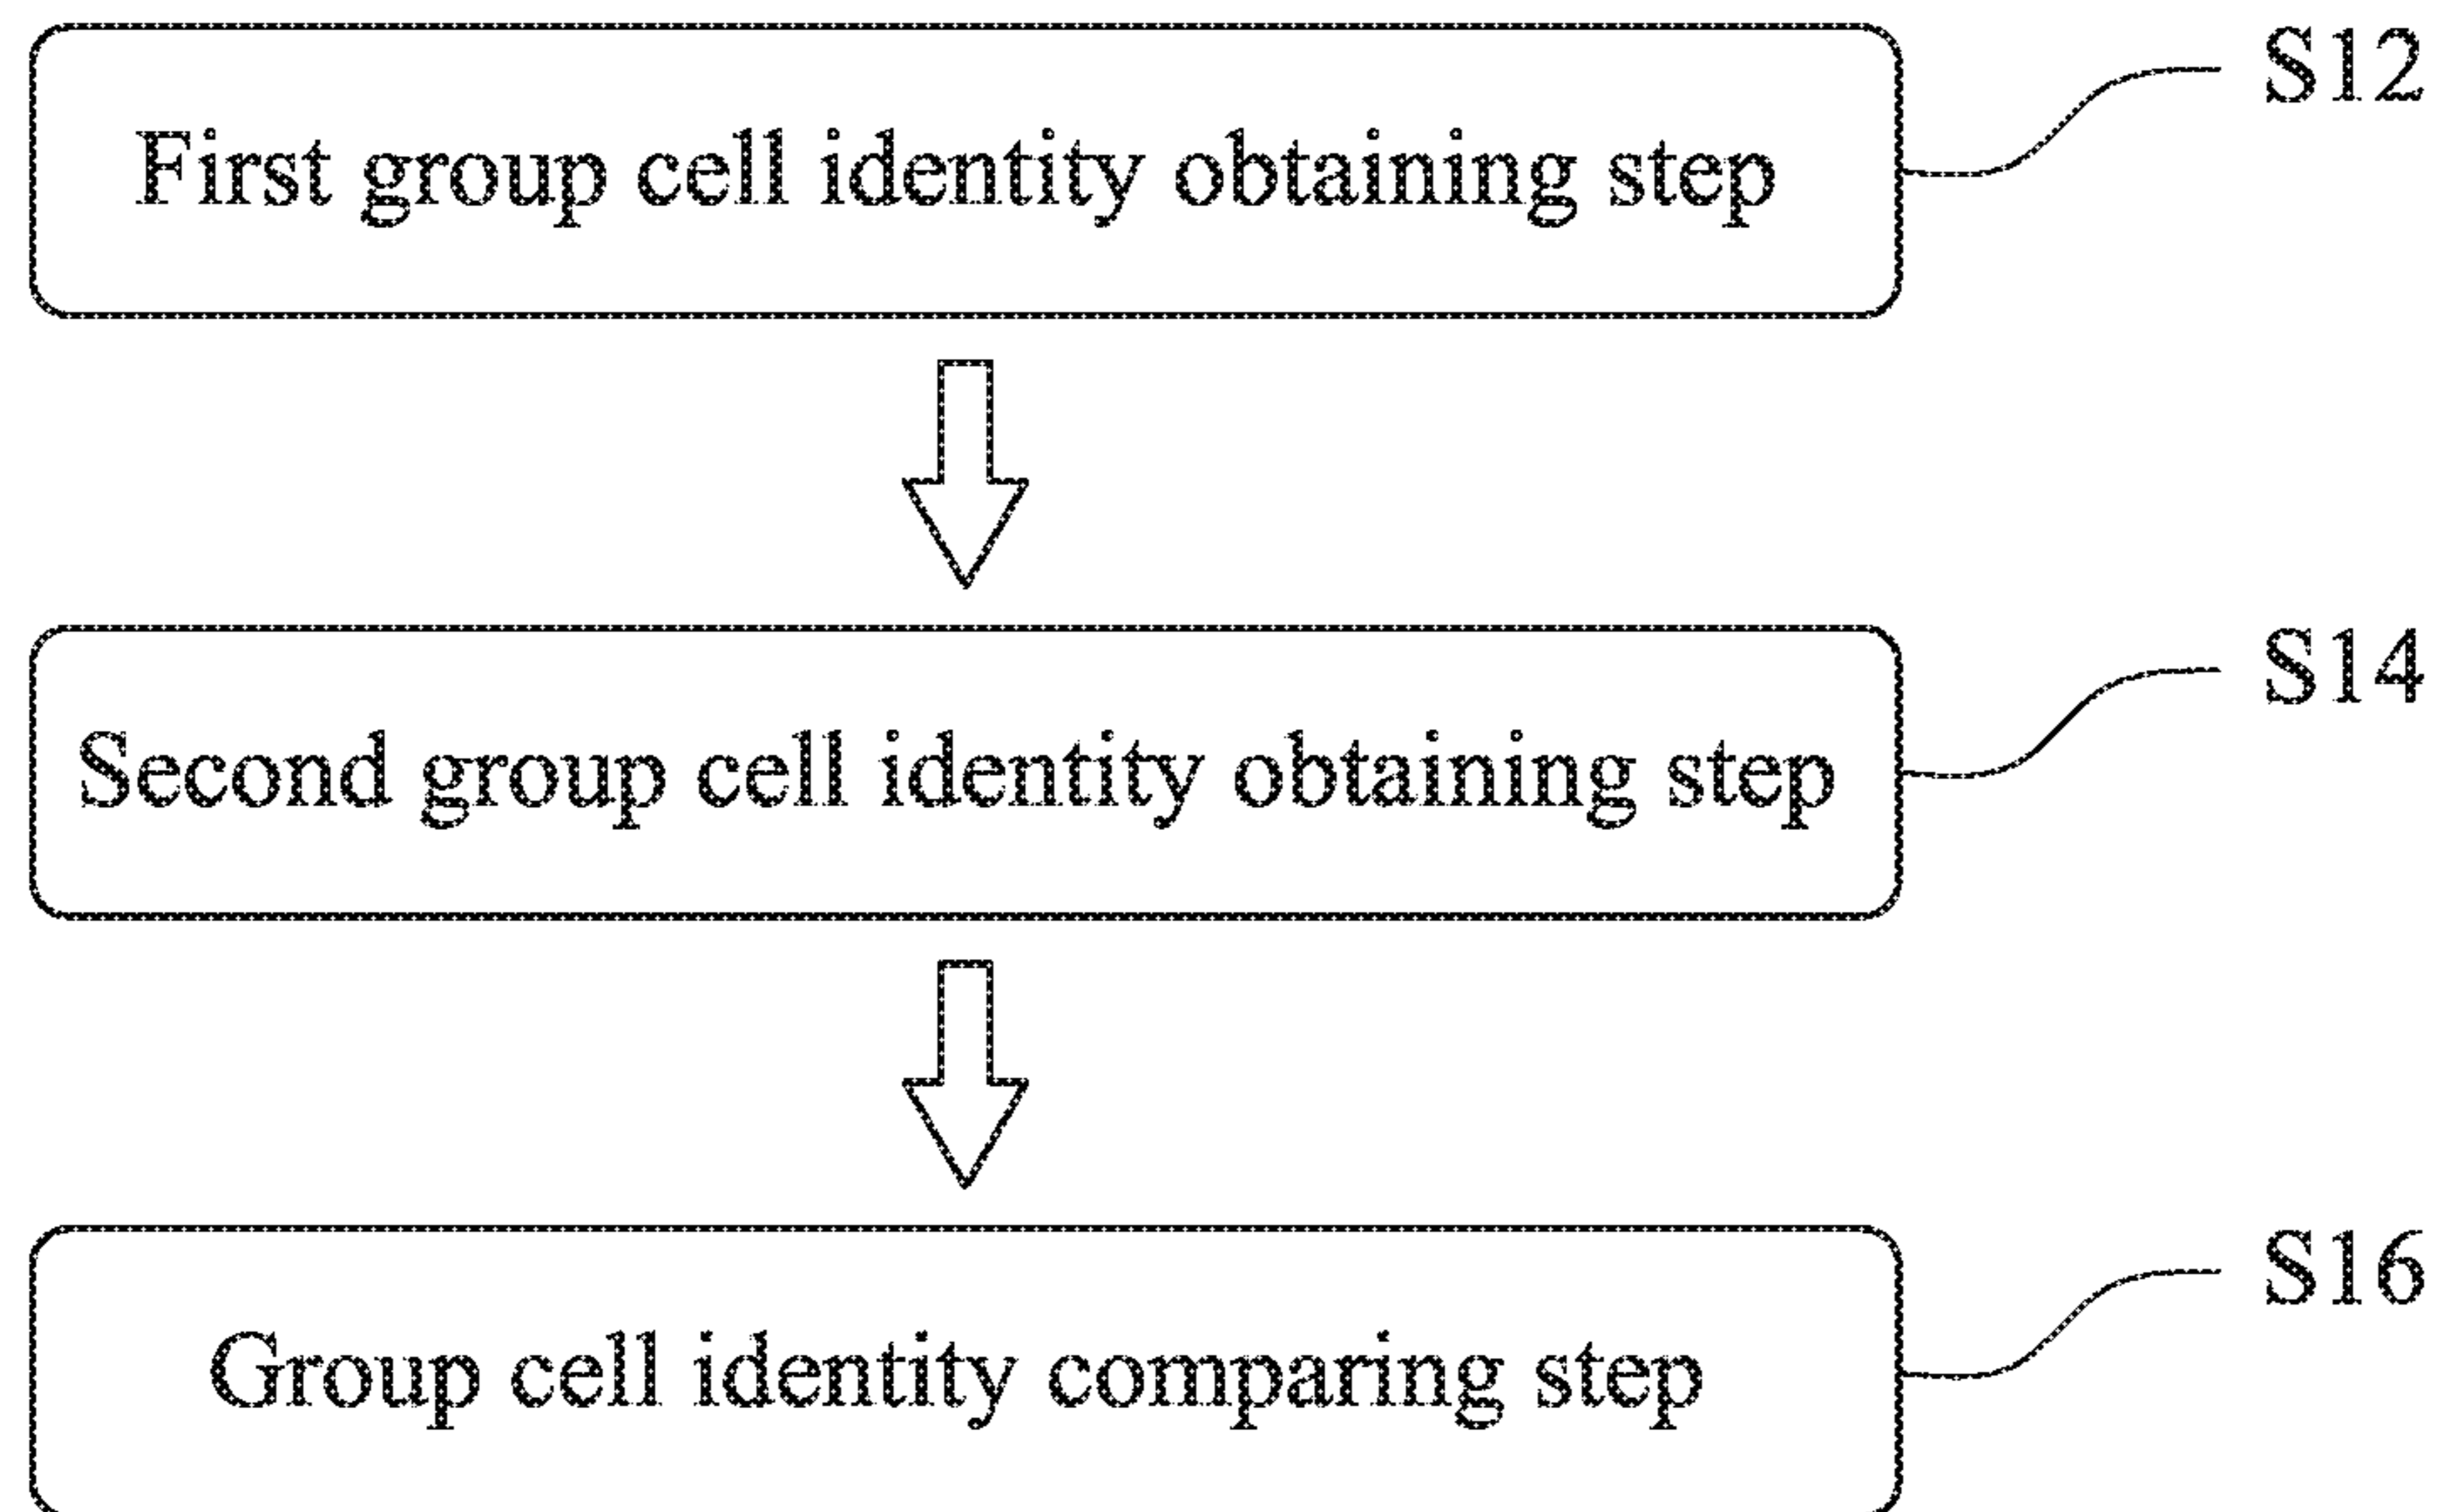 First group cell identity obtaining step
S12
Second group cell identity obtaining step
S14
Group cell identity comparing step
S16